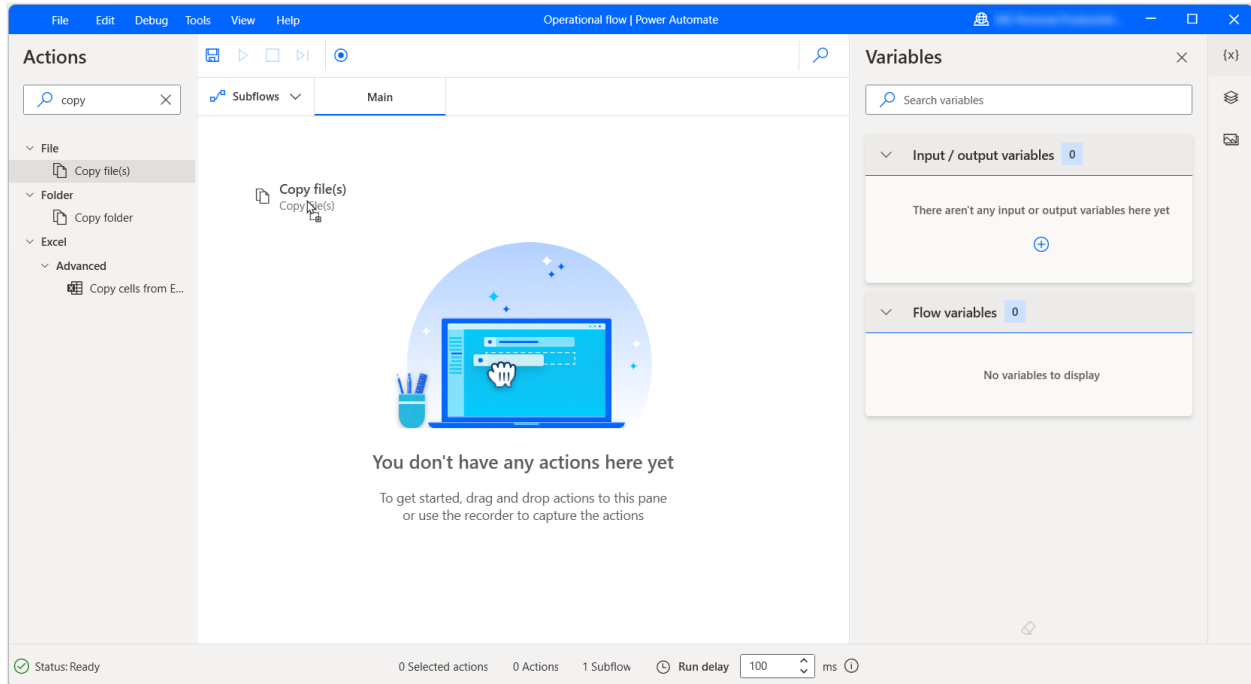 File Edit Debug Tools View Help
Operational flow | Power Automate
Actions
copy
File
Copy file(s)
Folder
Copy folder
Excel
Advanced
Copy cells from E...
Subflows
Main
Copy file(s)
Copy file(s)
You don't have any actions here yet
To get started, drag and drop actions to this pane
or use the recorder to capture the actions
Variables
{x}
Search variables
Input / output variables 0
There aren't any input or output variables here yet
Flow variables 0
No variables to display
Status: Ready
0 Selected actions 0 Actions 1 Subflow Run delay 100 ms